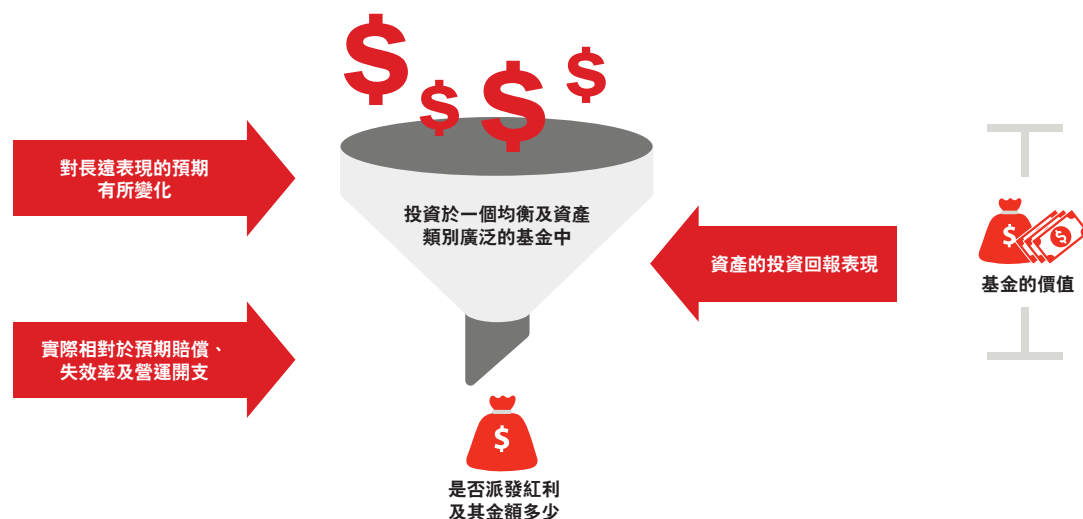 對長遠表現的預期
有所變化
實際相對於預期賠償、
失效率及營運開支
投資於一個均衡及資產
類別廣泛的基金中
資產的投資回報表現
基金的價值
是否派發紅利
及其金額多少